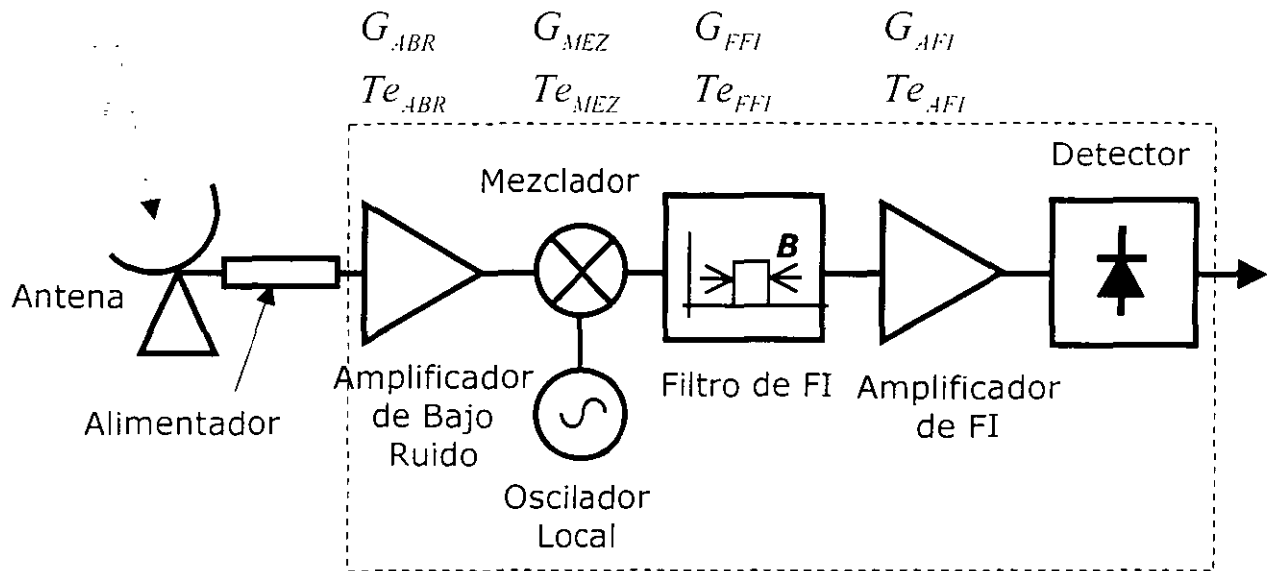 G_ABR G_MEZ G_FFI G_AFI
Te_ABR Te_MEZ Te_FFI Te_AFI
Detector
Mezclador
B
Antena
Amplificador
de Bajo
Ruido
Filtro de FI
Amplificador
de FI
Alimentador
Oscilador
Local